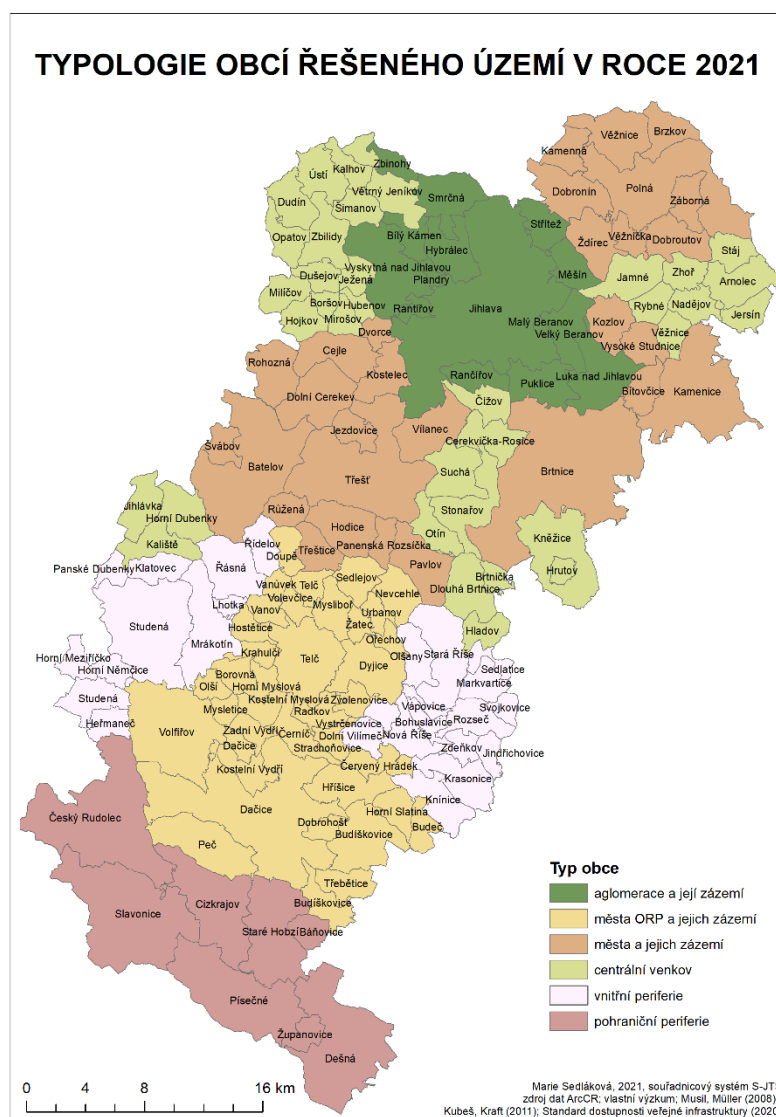 TYPOLOGIE OBCÍ ŘEŠENÉHO ÚZEMÍ V ROCE 2021
Věžnice
Brzkov
Kamenná
Zbinohy
Kalhov
Ústí
Větrný Jeníkov
Smrčná
Dobronín
Polná
Záborná
Dudín
Šimanov
Střítež
Opatov
Zbilidy
Bílý Kámen
Hybrálec
Ždírec
Věžnička
Dobroutov
Stáj
Vyskytná nad Jihlavou
Dušejov
Ježená
Plandry
Měšín
Jamné
Zhoř
Arnolec
Milíčov
Boršov
Hubenov
Rantířov
Jihlava
Rybné
Nadějov
Jersín
Hojkov
Mirošov
Malý Beranov
Kozlov
Dvorce
Velký Beranov
Věžnice
Vysoké Studnice
Cejle
Rohozná
Kostelec
Rančířov
Puklice
Luka nad Jihlavou
Bítovčice
Kamenice
Dolní Cerekev
Čížov
Jezdovice
Vílanec
Cerekvička-Rosice
Švábov
Batelov
Třešť
Suchá
Brtnice
Jihlávka
Růžená
Stonařov
Horní Dubenky
Hodice
Otín
Kněžice
Kaliště
Řídelov
Doupě
Třeštice
Panenská Rozsíčka
Panské Dubenky
Klatovec
Řásná
Pavlov
Hrutov
Sedlejov
Brtnička
Vanůvek
Telč
Nevcehle
Dlouhá Brtnice
Volevčice
Mysliboř
Lhotka
Vanov
Urbanov
Studená
Hostětice
Žatec
Hladov
Mrákotín
Krahulčí
Ořechov
Olšany
Stará Říše
Horní Meziříčko
Telč
Dyjice
Sedlatice
Horní Němčice
Borovná
Markvartice
Olší
Horní Myslová
Studená
Kostelní Myslová
Zvolenovice
Vápovice
Svojkovice
Mysletice
Radkov
Heřmaneč
Vystrčenovice
Bohuslavice
Rozseč
Volfířov
Zadní Vydří
Černíč
Dolní Vilímeč
Nová Říše
Dačice
Stradhoňovice
Zdeňkov
Jindřichovice
Kostelní Vydří
Červený Hrádek
Krasonice
Hříšice
Knínice
Dačice
Horní Slatina
Český Rudolec
Dobrohošť
Budíškovice
Budeč
Peč
Třebětice
Cizkrajov
Budíškovice
Slavonice
Staré Hobzí
Báňovice
Písečné
Županovice
Dešná
Typ obce
aglomerace a její zázemí
města ORP a jejich zázemí
města a jejich zázemí
centrální venkov
vnitřní periferie
pohraniční periferie
0 4 8 16 km
Marie Sedláková, 2021, souřadnicový systém S-JT
zdroj dat ArcCR; vlastní výzkum; Musil, Müller (2008)
Kubeš, Kraft (2011); Standard dostupnosti veřejné infrastruktury (202